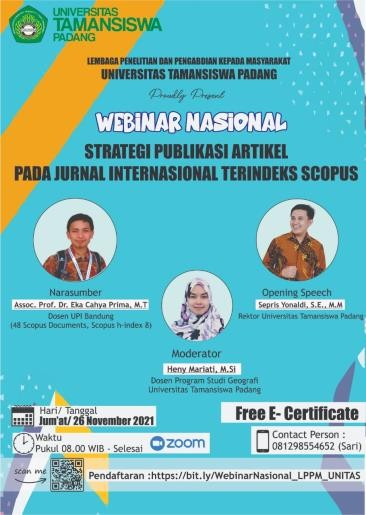 UNIVERSITAS
TAMANSISWA
PADANG
LEMBAGA PENELITIAN DAN PENGABDIAN KEPADA MASYARAKAT
UNIVERSITAS TAMANSISWA PADANG
Proudly Present
WEBINAR NASIONAL
STRATEGI PUBLIKASI ARTIKEL
PADA JURNAL INTERNASIONAL TERINDEKS SCOPUS
Narasumber
Assoc. Prof. Dr. Eka Cahya Prima, M.T
Dosen UPI Bandung
(48 Scopus Documents, Scopus h-index 8)
Opening Speech
Sepris Yonaldi, S.E., M.M
Rektor Universitas Tamansiswa Padang
Moderator
Heny Mariati, M.Si
Dosen Program Studi Geografi
Universitas Tamansiswa Padang
Hari/ Tanggal
Jum'at/ 26 November 2021
Waktu
Pukul 08.00 WIB - Selesai
zoom
Free E- Certificate
Contact Person :
081298554652 (Sari)
scan me
Pendaftaran :https://bit.ly/WebinarNasional_LPPM_UNITAS